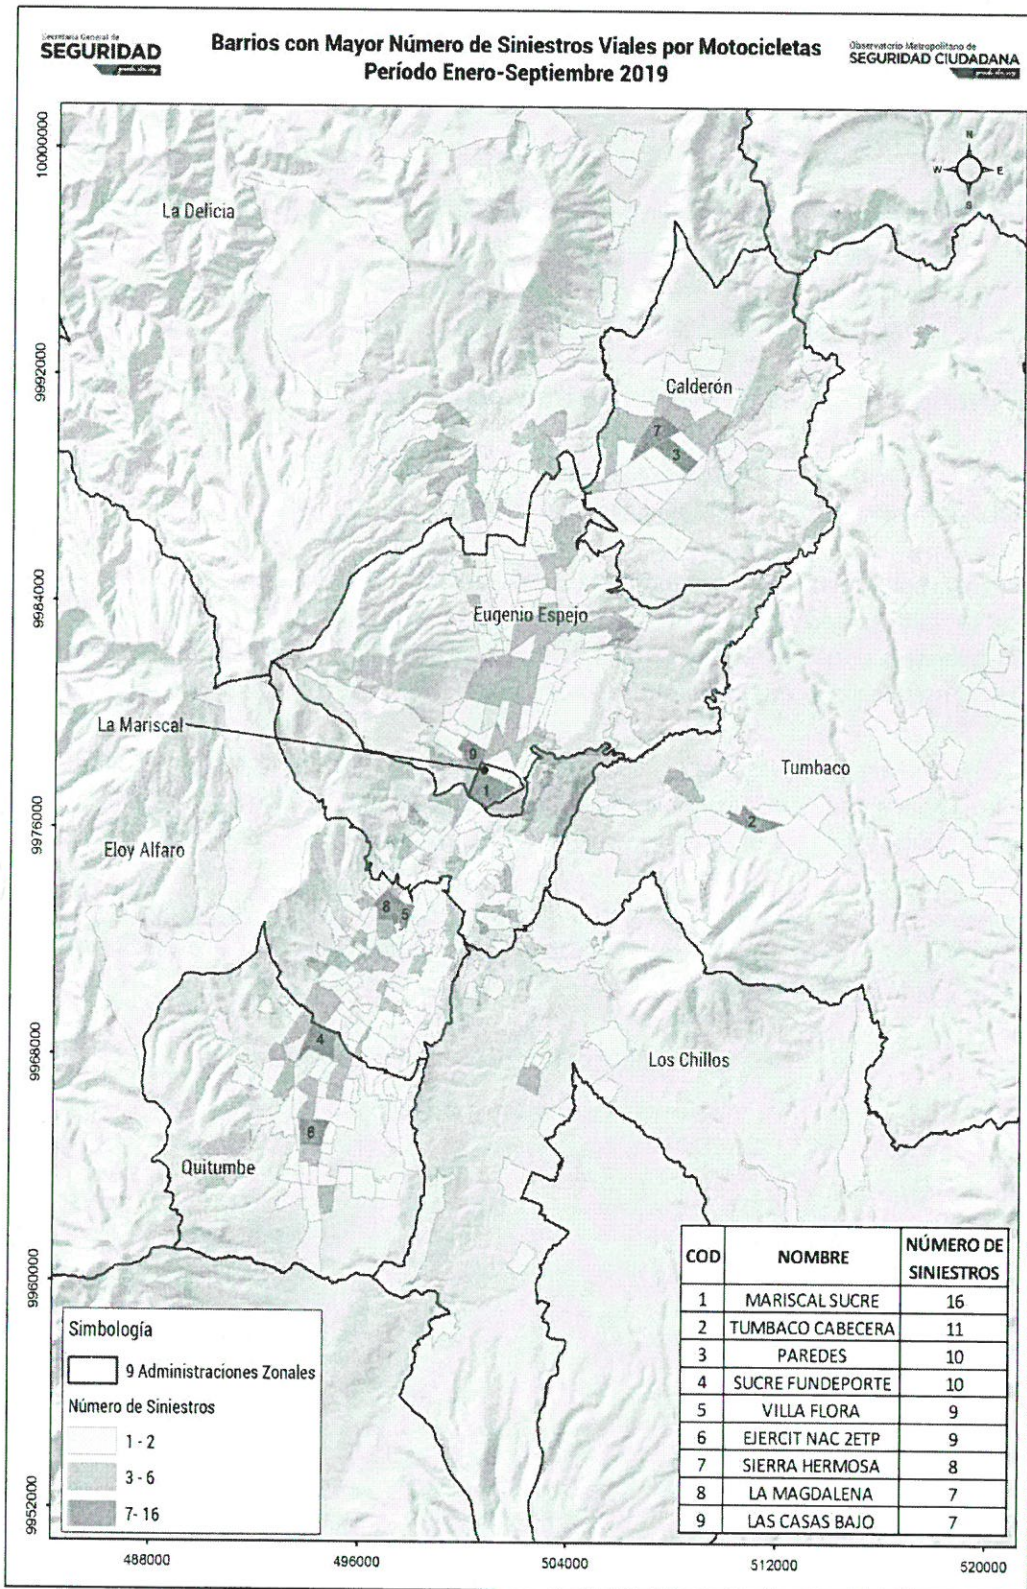 Secretaría General de
SEGURIDAD
Barrios con Mayor Número de Siniestros Viales por Motocicletas
Período Enero-Septiembre 2019
Observatorio Metropolitano de
SEGURIDAD CIUDADANA
10000000
9992000
9984000
9976000
9968000
9960000
9952000
N
W
E
S
La Delicia
Calderón
7
3
Eugenio Espejo
La Mariscal
9
1
Tumbaco
2
Eloy Alfaro
8
5
4
Los Chillos
6
Quitumbe
COD NOMBRE NÚMERO DE SINIESTROS
1 MARISCAL SUCRE 16
2 TUMBACO CABECERA 11
3 PAREDES 10
4 SUCRE FUNDEPORTE 10
5 VILLA FLORA 9
6 EJERCIT NAC 2ETP 9
7 SIERRA HERMOSA 8
8 LA MAGDALENA 7
9 LAS CASAS BAJO 7
Simbología
9 Administraciones Zonales
Número de Siniestros
1 - 2
3 - 6
7- 16
488000
496000
504000
512000
520000